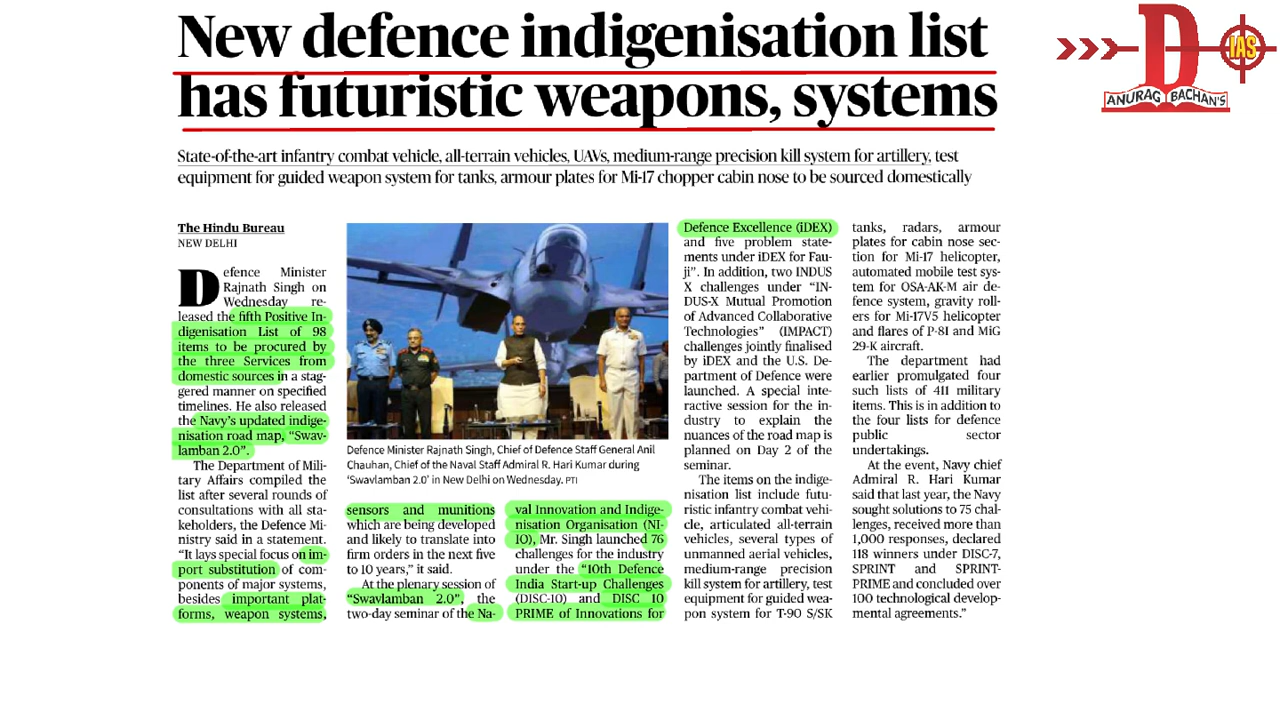 New defence indigenisation list
has futuristic weapons, systems
State-of-the-art infantry combat vehicle, all-terrain vehicles, UAVs, medium-range precision kill system for artillery, test
equipment for guided weapon system for tanks, armour plates for Mi-17 chopper cabin nose to be sourced domestically
The Hindu Bureau
NEW DELHI
Defence Minister
Rajnath Singh on
Wednesday re-
leased the fifth Positive In-
digenisation List of 98
items to be procured by
the three Services from
domestic sources in a stag-
gered manner on specified
timelines. He also released
the Navy's updated indige-
nisation road map, “Swav-
lamban 2.0”.
The Department of Mili-
tary Affairs compiled the
list after several rounds of
consultations with all sta-
keholders, the Defence Mi-
nistry said in a statement.
“It lays special focus on im-
port substitution of com-
ponents of major systems,
besides important plat-
forms, weapon systems,
Defence Minister Rajnath Singh, Chief of Defence Staff General Anil
Chauhan, Chief of the Naval Staff Admiral R. Hari Kumar during
‘Swavlamban 2.0’ in New Delhi on Wednesday. PTI
sensors and munitions
which are being developed
and likely to translate into
firm orders in the next five
to 10 years,” it said.
At the plenary session of
“Swavlamban 2.0”, the
two-day seminar of the Na-
val Innovation and Indige-
nisation Organisation (NI-
IO), Mr. Singh launched 76
challenges for the industry
under the “10th Defence
India Start-up Challenges
(DISC-10) and DISC 10
PRIME of Innovations for
Defence Excellence (iDEX)
and five problem state-
ments under iDEX for Fau-
ji”. In addition, two INDUS
X challenges under “IN-
DUS-X Mutual Promotion
of Advanced Collaborative
Technologies” (IMPACT)
challenges jointly finalised
by iDEX and the U.S. De-
partment of Defence were
launched. A special inte-
ractive session for the in-
dustry to explain the
nuances of the road map is
planned on Day 2 of the
seminar.
The items on the indige-
nisation list include futu-
ristic infantry combat vehi-
cle, articulated all-terrain
vehicles, several types of
unmanned aerial vehicles,
medium-range precision
kill system for artillery, test
equipment for guided wea-
pon system for T-90 S/SK
tanks, radars, armour
plates for cabin nose sec-
tion for Mi-17 helicopter,
automated mobile test sys-
tem for OSA-AK-M air de-
fence system, gravity roll-
ers for Mi-17V5 helicopter
and flares of P-8I and MiG
29-K aircraft.
The department had
earlier promulgated four
such lists of 411 military
items. This is in addition to
the four lists for defence
public sector
undertakings.
At the event, Navy chief
Admiral R. Hari Kumar
said that last year, the Navy
sought solutions to 75 chal-
lenges, received more than
1,000 responses, declared
118 winners under DISC-7,
SPRINT and SPRINT-
PRIME and concluded over
100 technological develop-
mental agreements.”
D
IAS
ANURAG BACHAN'S